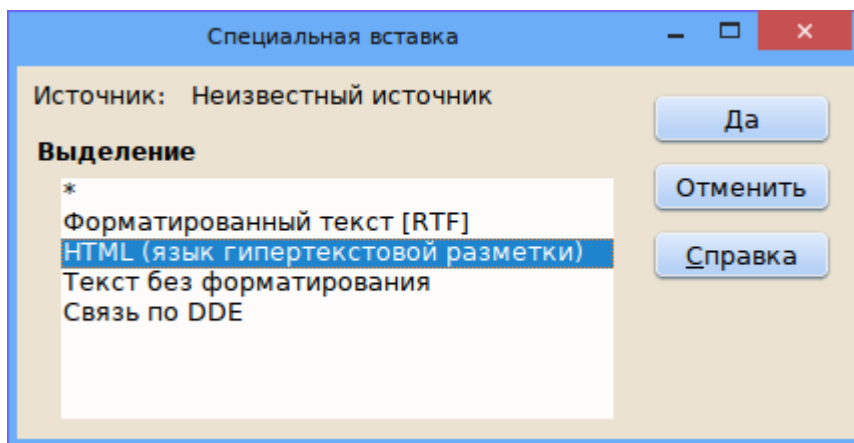 Специальная вставка
Источник: Неизвестный источник
Да
Выделение
*
Форматированный текст [RTF]
HTML (язык гипертекстовой разметки)
Текст без форматирования
Связь по DDE
Отменить
Справка